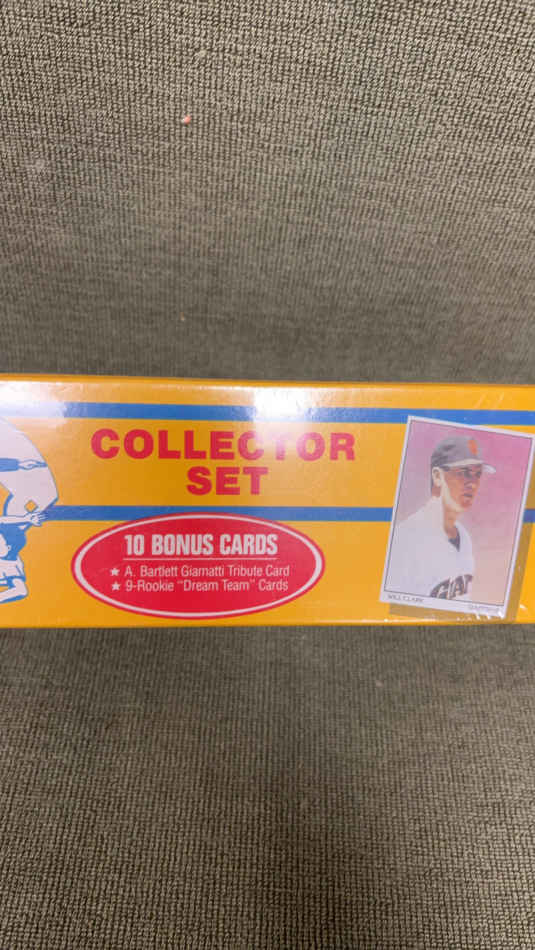 COLLECTOR
SET
10 BONUS CARDS
★ A. Bartlett Giamatti Tribute Card
★ 9-Rookie "Dream Team" Cards
WILL CLARK